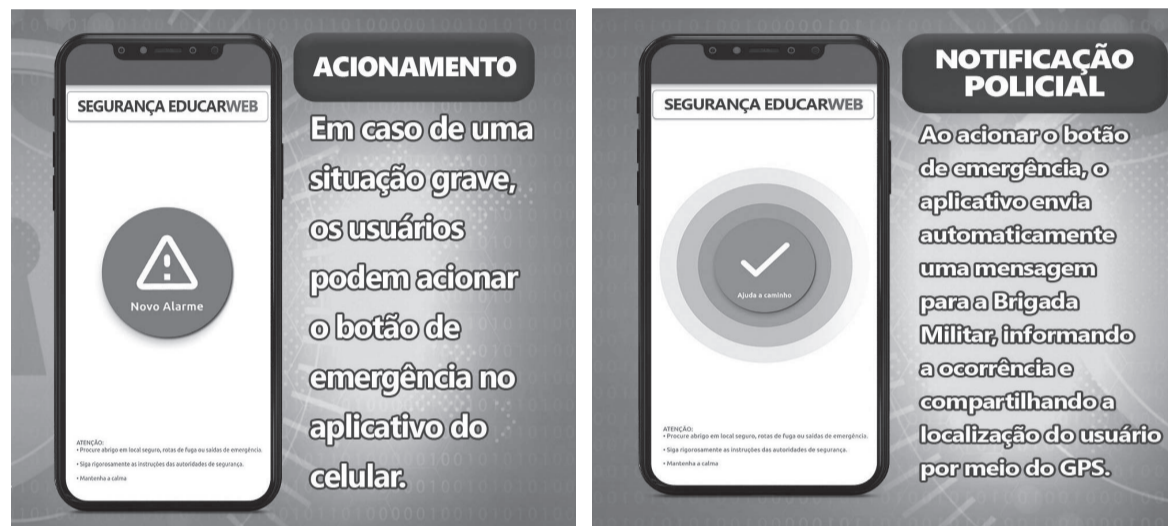 SEGURANÇA EDUCARWEB
Novo Alarme
ATENÇÃO:
• Procure abrigo em local seguro, rotas de fuga ou saídas de emergência.
• Siga rigorosamente as instruções das autoridades de segurança.
• Mantenha a calma
ACIONAMENTO
Em caso de uma
situação grave,
os usuários
podem acionar
o botão de
emergência no
aplicativo do
celular.
SEGURANÇA EDUCARWEB
Ajuda a caminho
ATENÇÃO:
• Procure abrigo em local seguro, rotas de fuga ou saídas de emergência.
• Siga rigorosamente as instruções das autoridades de segurança.
• Mantenha a calma
NOTIFICAÇÃO
POLICIAL
Ao acionar o botão
de emergência, o
aplicativo envia
automaticamente
uma mensagem
para a Brigada
Militar, informando
a ocorrência e
compartilhando a
localização do usuário
por meio do GPS.